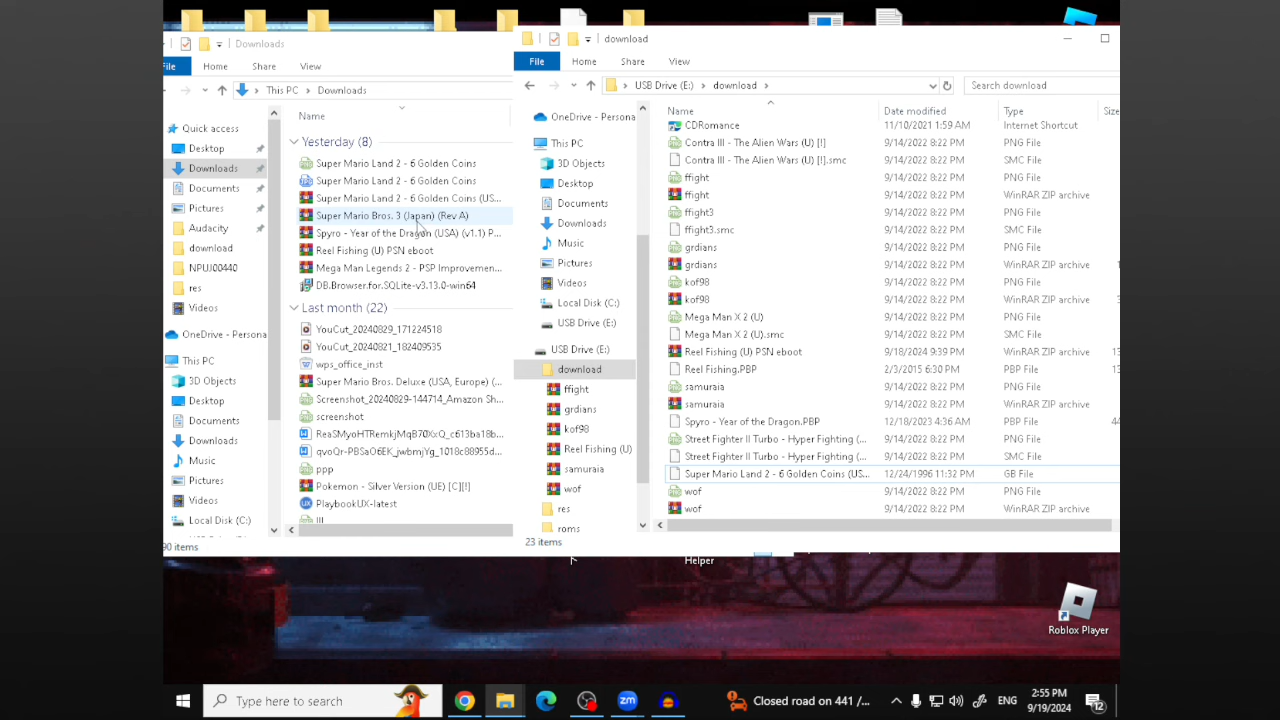 Downloads
File
Home
Share
View
This PC > Downloads
Name
Quick access
Desktop
Downloads
Documents
Pictures
Audacity
download
NPUJ00440
res
Videos
OneDrive - Persona
This PC
3D Objects
Desktop
Documents
Downloads
Music
Pictures
Videos
Local Disk (C:)
Yesterday (8)
Super Mario Land 2 - 6 Golden Coins
Super Mario Land 2 - 6 Golden Coins
Super Mario Land 2 - 6 Golden Coins (US...
Super Mario Bros. 3 (Japan) (Rev A)
Spyro - Year of the Dragon (USA) (v1.1) P...
Reel Fishing (U) PSN eboot
Mega Man Legends 2 - PSP Improvemen...
DB.Browser.for.SQLite-v3.13.0-win64
Last month (22)
YouCut_20240829_171224518
YouCut_20240821_182409535
wps_office_inst
Super Mario Bros. Deluxe (USA, Europe) (...
Screenshot_20240829-144714_Amazon Sh...
screenshot
ReaSMyoHTRemkjMqB70XxQ_c613ba18b...
qvoQr-PBSaO6EK_jwbmjYg_1018c88955d...
ppp
Pokemon - Silver Version (UE) [C][!]
PlaybookUX-latest
90 items
download
File
Home
Share
View
USB Drive (E:) > download >
Search download
OneDrive - Persona
This PC
3D Objects
Desktop
Documents
Downloads
Music
Pictures
Videos
Local Disk (C:)
USB Drive (E:)
USB Drive (E:)
download
ffight
grdians
kof98
Reel Fishing (U)
samuraia
wof
res
roms
Name Date modified Type Size
CDRomance 11/10/2021 1:59 AM Internet Shortcut
Contra III - The Alien Wars (U) [!] 9/14/2022 8:22 PM PNG File
Contra III - The Alien Wars (U) [!].smc 9/14/2022 8:22 PM SMC File
ffight 9/14/2022 8:22 PM PNG File
ffight 9/14/2022 8:22 PM WinRAR ZIP archive
ffight3 9/14/2022 8:22 PM PNG File
ffight3.smc 9/14/2022 8:22 PM SMC File
grdians 9/14/2022 8:22 PM PNG File
grdians 9/14/2022 8:22 PM WinRAR ZIP archive
kof98 9/14/2022 8:22 PM PNG File
kof98 9/14/2022 8:22 PM WinRAR ZIP archive
Mega Man X 2 (U) 9/14/2022 8:22 PM PNG File
Mega Man X 2 (U).smc 9/14/2022 8:22 PM SMC File
Reel Fishing (U) PSN eboot 9/18/2024 9:39 PM WinRAR ZIP archive 13
Reel Fishing.PBP 2/3/2015 6:30 PM PBP File 13
samuraia 9/14/2022 8:22 PM PNG File
samuraia 9/14/2022 8:22 PM WinRAR ZIP archive
Spyro - Year of the Dragon.PBP 12/18/2023 4:36 AM PBP File 44
Street Fighter II Turbo - Hyper Fighting (... 9/14/2022 8:22 PM PNG File
Street Fighter II Turbo - Hyper Fighting (... 9/14/2022 8:22 PM SMC File
Super Mario Land 2 - 6 Golden Coins (US... 12/24/1996 11:32 PM GB File
wof 9/14/2022 8:22 PM PNG File
wof 9/14/2022 8:22 PM WinRAR ZIP archive
23 items
Helper
Roblox Player
Type here to search
zm
Closed road on 441 /...
ENG
2:55 PM
9/19/2024
12